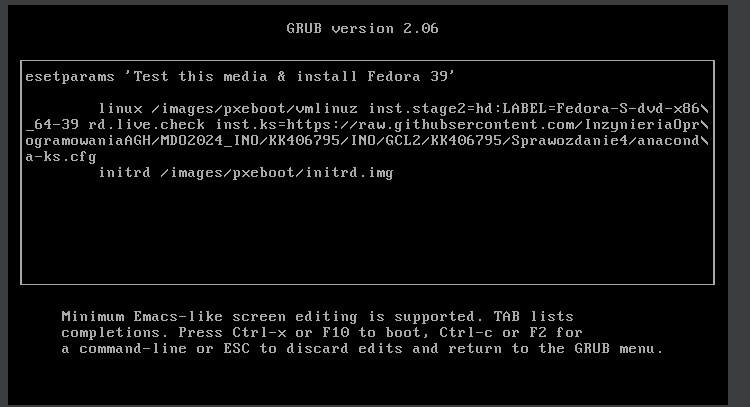 GRUB version 2.06
esetparams 'Test this media & install Fedora 39'
linux /images/pxeboot/vmlinuz inst.stage2=hd:LABEL=Fedora-S-dvd-x86\
_64-39 rd.live.check inst.ks=https://raw.githubsercontent.com/InzynieriaOpr\
ogramowaniaAGH/MDO2024_INO/KK406795/INO/GCL2/KK406795/Sprawozdanie4/anacond\
a-ks.cfg
initrd /images/pxeboot/initrd.img
Minimum Emacs-like screen editing is supported. TAB lists
completions. Press Ctrl-x or F10 to boot, Ctrl-c or F2 for
a command-line or ESC to discard edits and return to the GRUB menu.